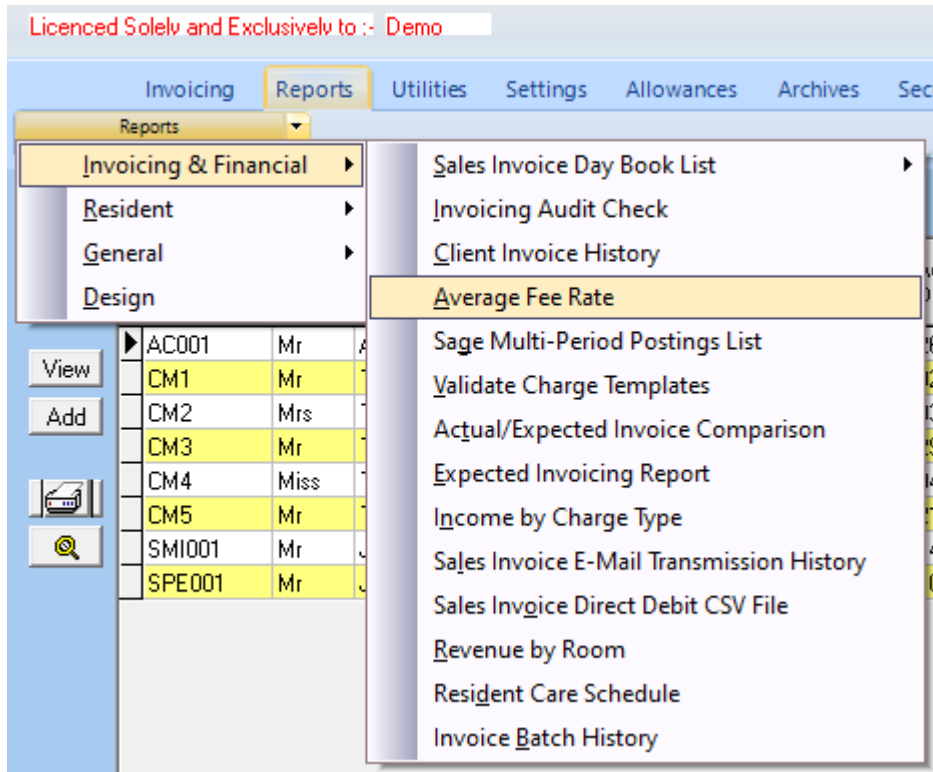 Licenced Solely and Exclusively to :- Demo
Invoicing Reports Utilities Settings Allowances Archives
Reports
Invoicing & Financial
Resident
General
Design
Sales Invoice Day Book List
Invoicing Audit Check
Client Invoice History
Average Fee Rate
Sage Multi-Period Postings List
Validate Charge Templates
Actual/Expected Invoice Comparison
Expected Invoicing Report
Income by Charge Type
Sales Invoice E-Mail Transmission History
Sales Invoice Direct Debit CSV File
Revenue by Room
Resident Care Schedule
Invoice Batch History
View
Add
AC001 Mr
CM1 Mr
CM2 Mrs
CM3 Mr
CM4 Miss
CM5 Mr
SMI001 Mr
SPE001 Mr